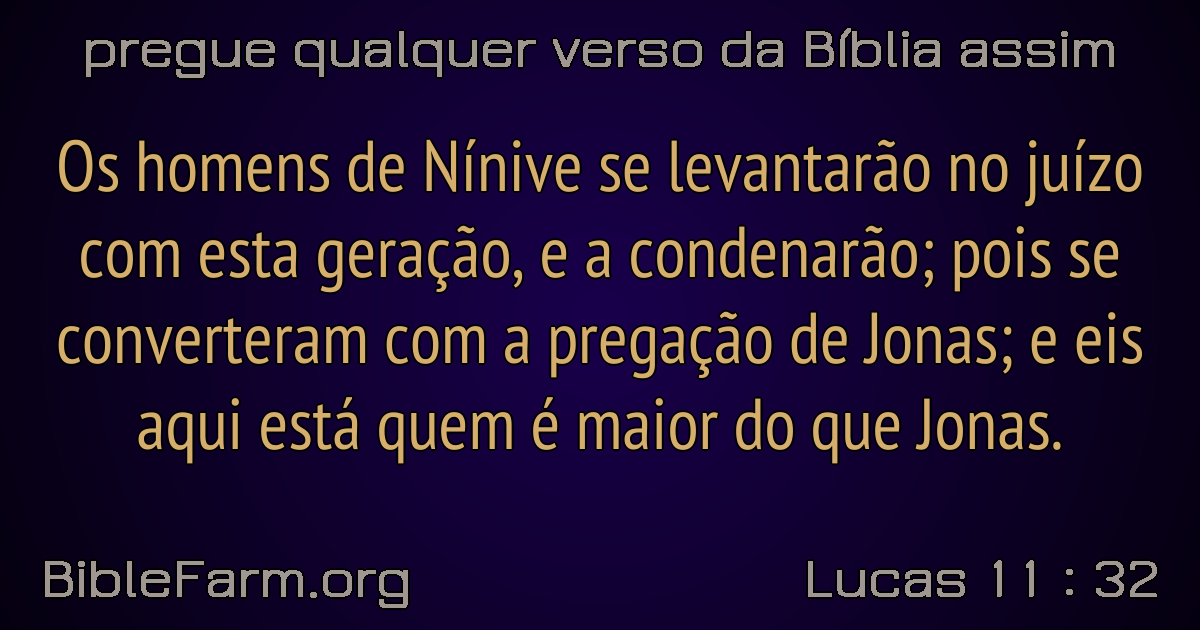 pregue qualquer verso da Bíblia assim
Os homens de Nínive se levantarão no juízo
com esta geração, e a condenarão; pois se
converteram com a pregação de Jonas; e eis
aqui está quem é maior do que Jonas.
BibleFarm.org
Lucas 11 : 32